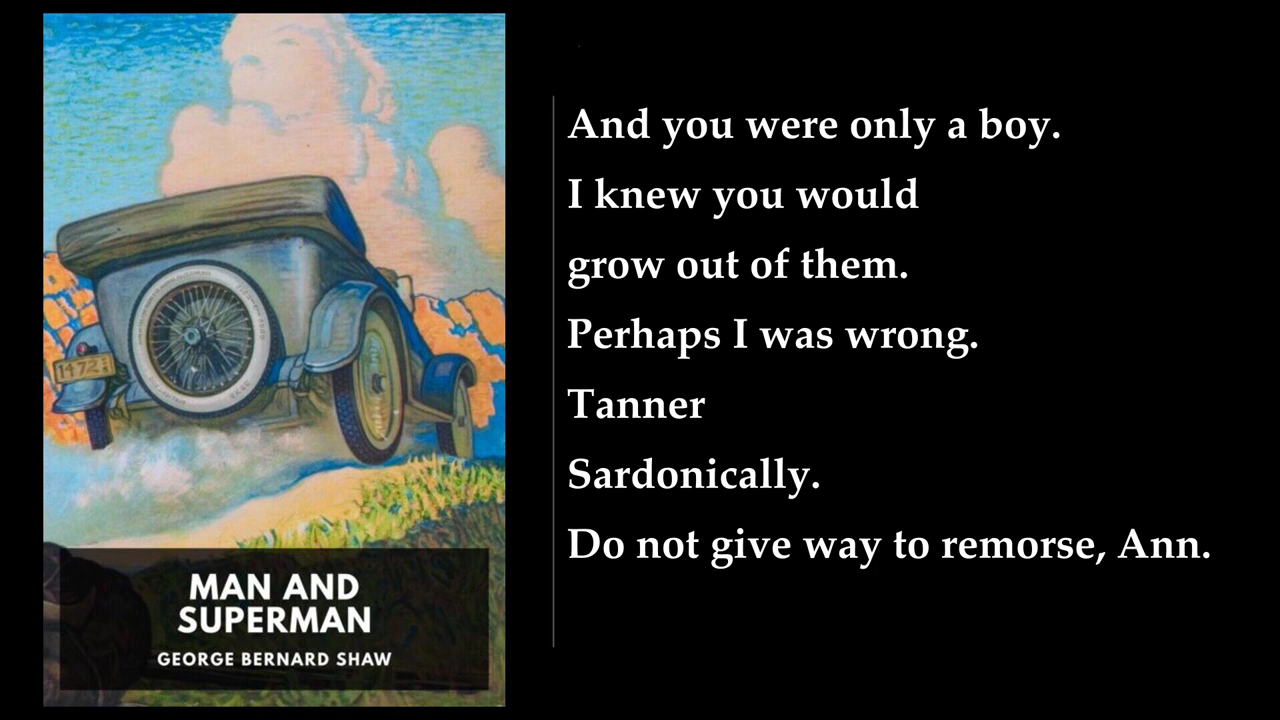 And you were only a boy.
I knew you would
grow out of them.
Perhaps I was wrong.
Tanner
Sardonically.
Do not give way to remorse, Ann.
1472
MAN AND
SUPERMAN
GEORGE BERNARD SHAW